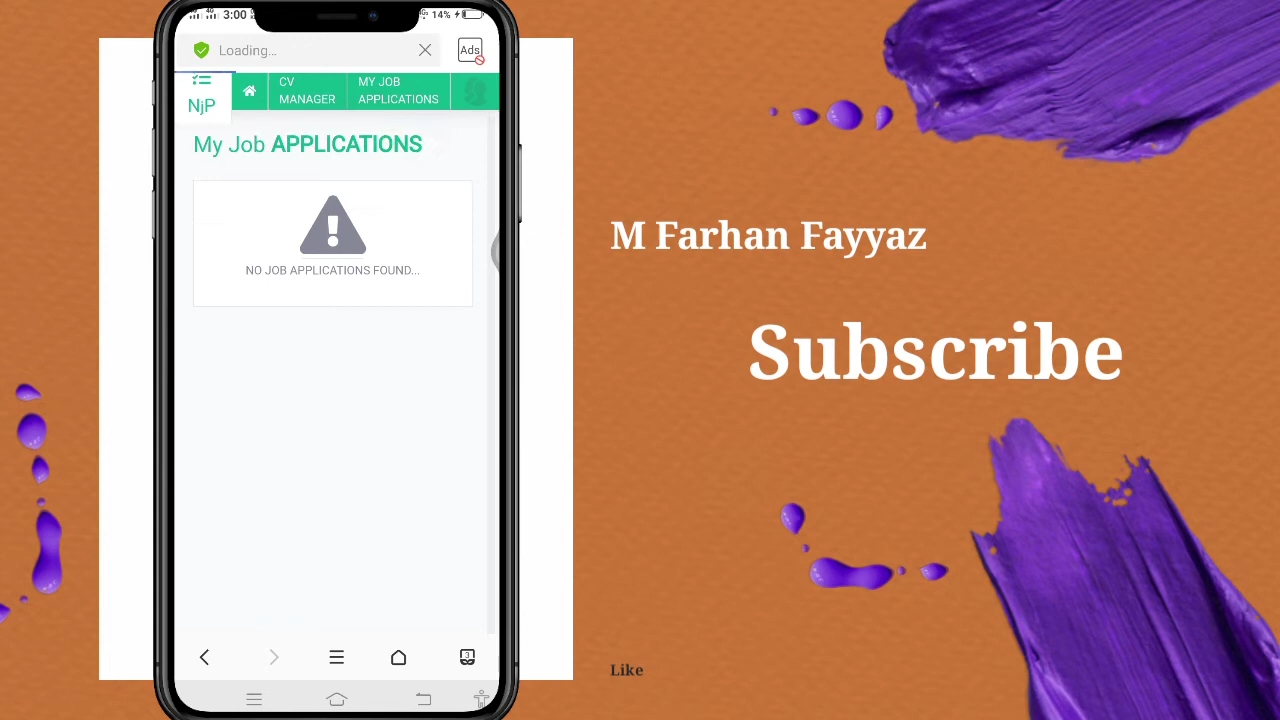 3:00
14%
Loading...
Ads
NjP
CV
MANAGER
MY JOB
APPLICATIONS
My Job APPLICATIONS
NO JOB APPLICATIONS FOUND...
3
M Farhan Fayyaz
Subscribe
Like